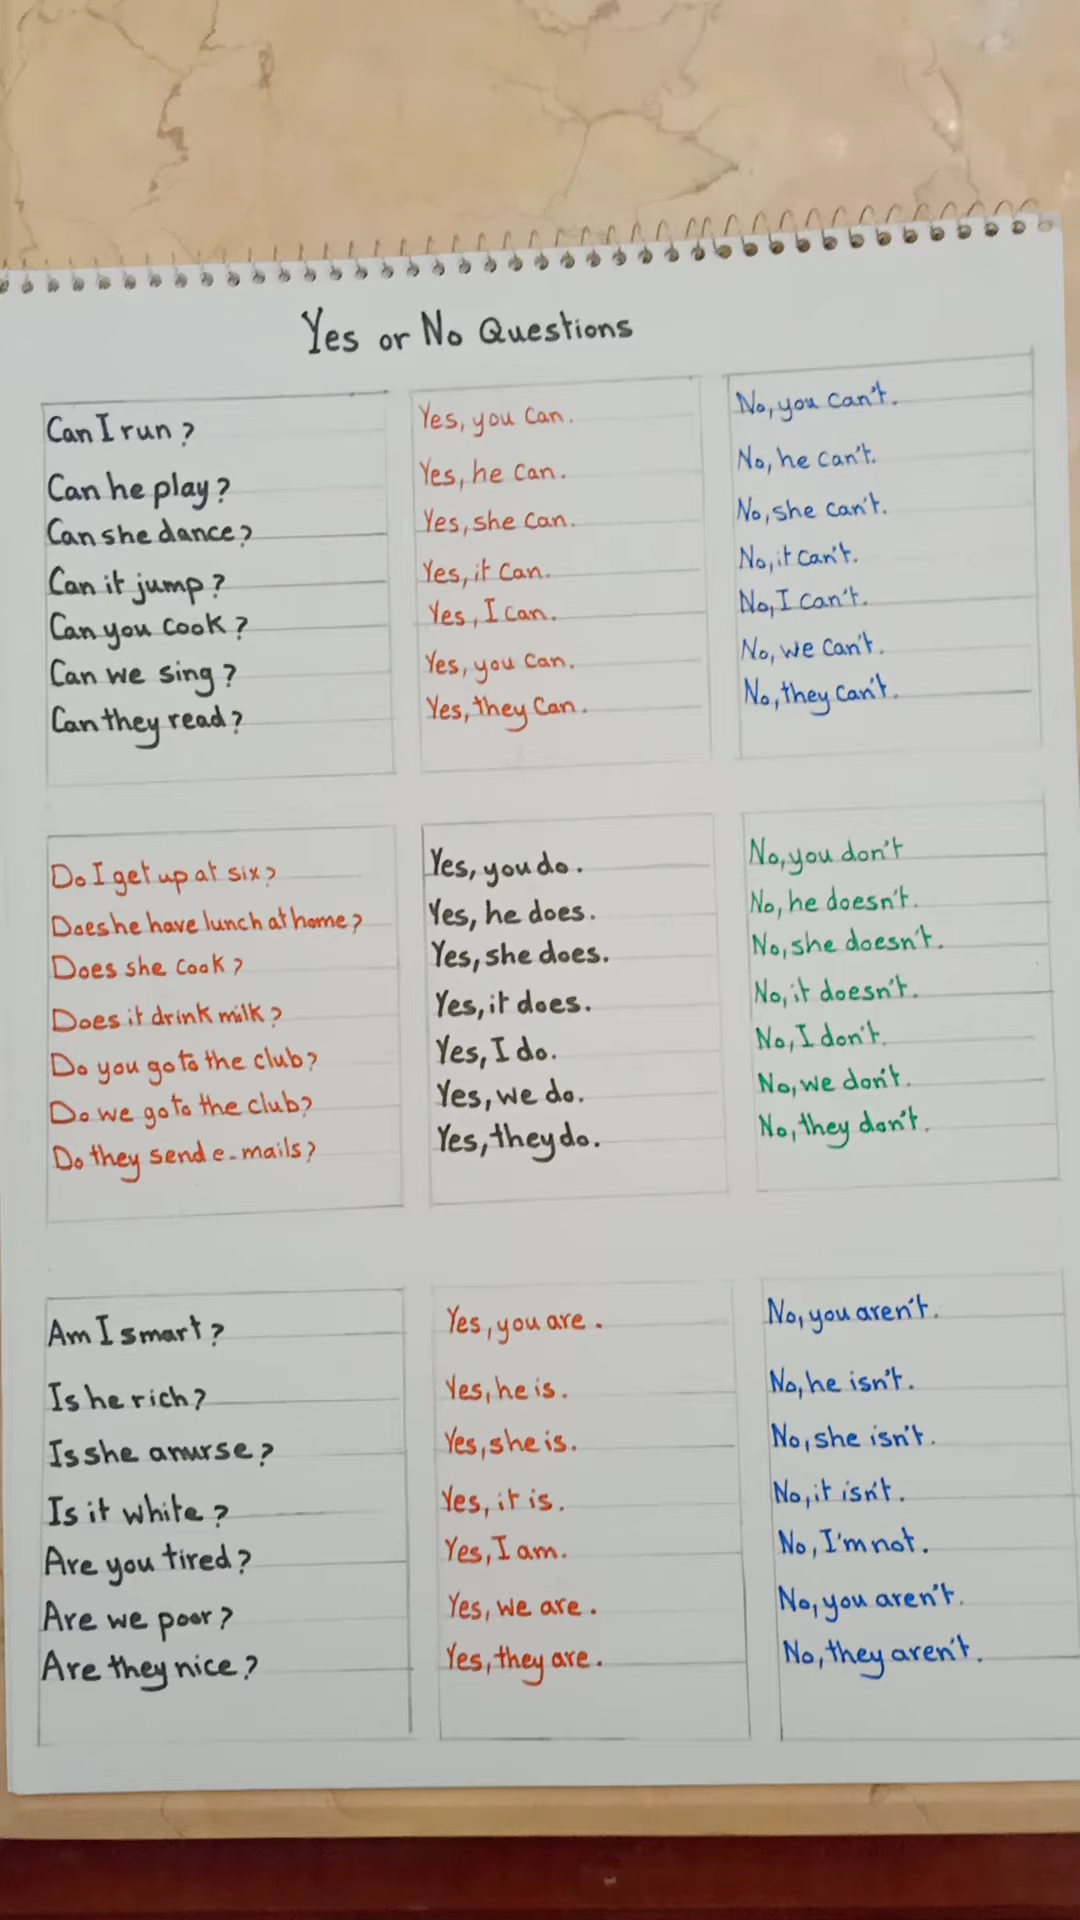 Yes or No Questions
Can I run? Yes, you can. No, you can't.
Can he play? Yes, he can. No, he can't.
Can she dance? Yes, she can. No, she can't.
Can it jump? Yes, it can. No, it can't.
Can you cook? Yes, I can. No, I can't.
Can we sing? Yes, you can. No, we can't.
Can they read? Yes, they can. No, they can't.
Do I get up at six? Yes, you do. No, you don't
Does he have lunch at home? Yes, he does. No, he doesn't.
Does she cook? Yes, she does. No, she doesn't.
Does it drink milk? Yes, it does. No, it doesn't.
Do you go to the club? Yes, I do. No, I don't.
Do we go to the club? Yes, we do. No, we don't.
Do they send e-mails? Yes, they do. No, they don't.
Am I smart? Yes, you are. No, you aren't.
Is he rich? Yes, he is. No, he isn't.
Is she a nurse? Yes, she is. No, she isn't.
Is it white? Yes, it is. No, it isn't.
Are you tired? Yes, I am. No, I'm not.
Are we poor? Yes, we are. No, you aren't.
Are they nice? Yes, they are. No, they aren't.